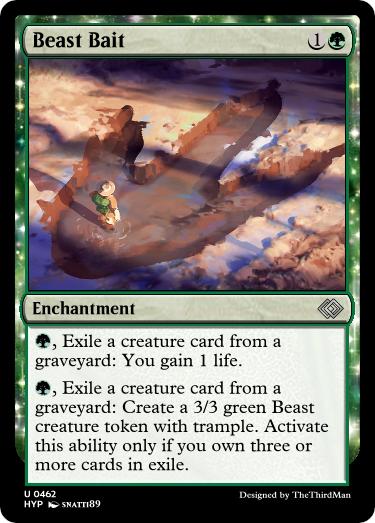 Beast Bait 1
Enchantment
, Exile a creature card from a
graveyard: You gain 1 life.
, Exile a creature card from a
graveyard: Create a 3/3 green Beast
creature token with trample. Activate
this ability only if you own three or
more cards in exile.
U 0462 Designed by TheThirdMan
HYP SNATTI89